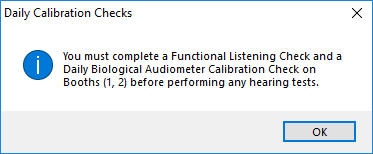 Daily Calibration Checks
You must complete a Functional Listening Check and a
Daily Biological Audiometer Calibration Check on
Booths (1, 2) before performing any hearing tests.
OK